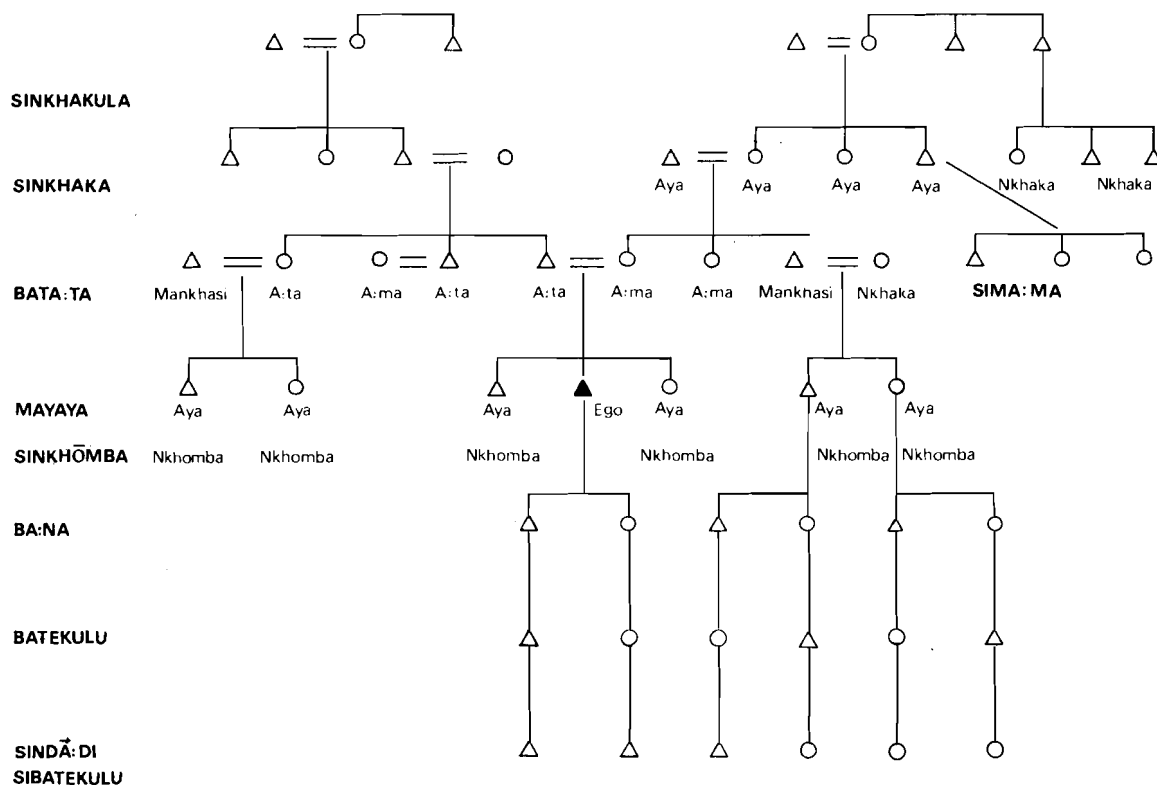 SINKHAKULA
SINKHAKA
Aya Aya Aya Aya Nkhaka Nkhaka
BATA:TA Mankhasi A:ta A:ma A:ta A:ta A:ma A:ma Mankhasi Nkhaka SIMA:MA
MAYAYA Aya Aya Aya Ego Aya Aya Aya
SINKHŌMBA Nkhomba Nkhomba Nkhomba Nkhomba Nkhomba Nkhomba
BA:NA
BATEKULU
SINDA⃗:DI
SIBATEKULU